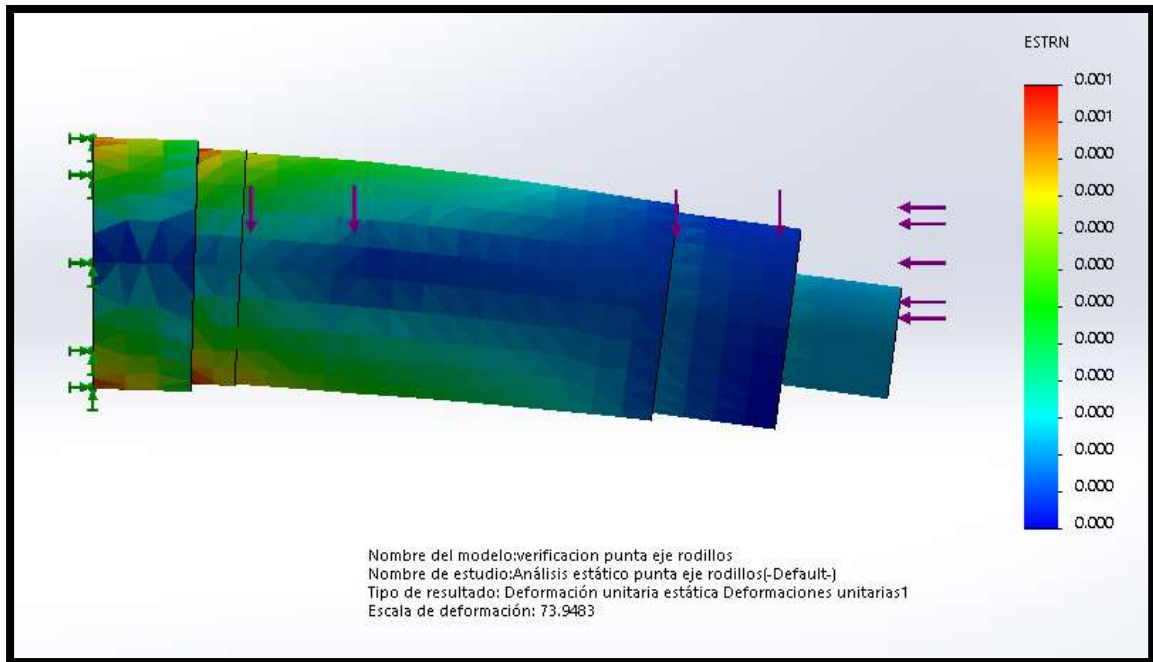 ESTRN
0.001
0.001
0.000
0.000
0.000
0.000
0.000
0.000
0.000
0.000
0.000
0.000
0.000
Nombre del modelo:verificacion punta eje rodillos
Nombre de estudio:Análisis estático punta eje rodillos(-Default-)
Tipo de resultado: Deformación unitaria estática Deformaciones unitarias1
Escala de deformación: 73.9483